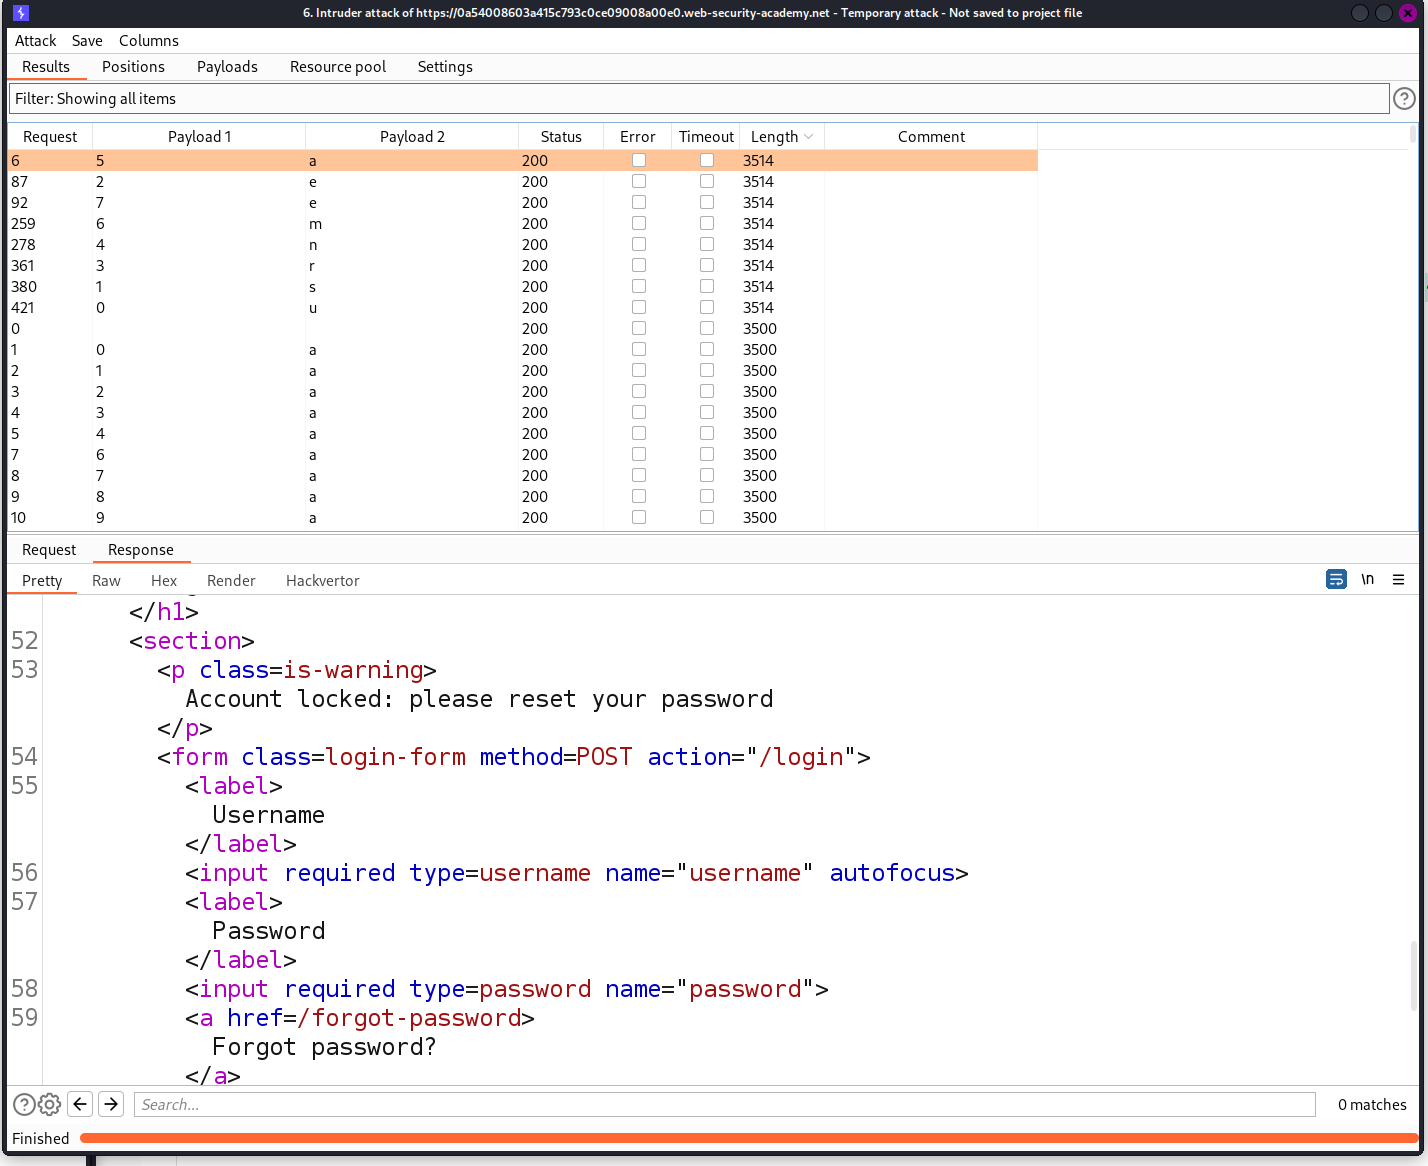 6. Intruder attack of https://0a54008603a415c793c0ce09008a00e0.web-security-academy.net - Temporary attack - Not saved to project file
Attack Save Columns
Results Positions Payloads Resource pool Settings
Filter: Showing all items
Request Payload 1 Payload 2 Status Error Timeout Length Comment
6 5 a 200 3514
87 2 e 200 3514
92 7 e 200 3514
259 6 m 200 3514
278 4 n 200 3514
361 3 r 200 3514
380 1 s 200 3514
421 0 u 200 3514
0 200 3500
1 0 a 200 3500
2 1 a 200 3500
3 2 a 200 3500
4 3 a 200 3500
5 4 a 200 3500
7 6 a 200 3500
8 7 a 200 3500
9 8 a 200 3500
10 9 a 200 3500
Request Response
Pretty Raw Hex Render Hackvertor \n
</h1>
52 <section>
53 <p class=is-warning>
Account locked: please reset your password
</p>
54 <form class=login-form method=POST action="/login">
55 <label>
Username
</label>
56 <input required type=username name="username" autofocus>
57 <label>
Password
</label>
58 <input required type=password name="password">
59 <a href=/forgot-password>
Forgot password?
</a>
Search... 0 matches
Finished